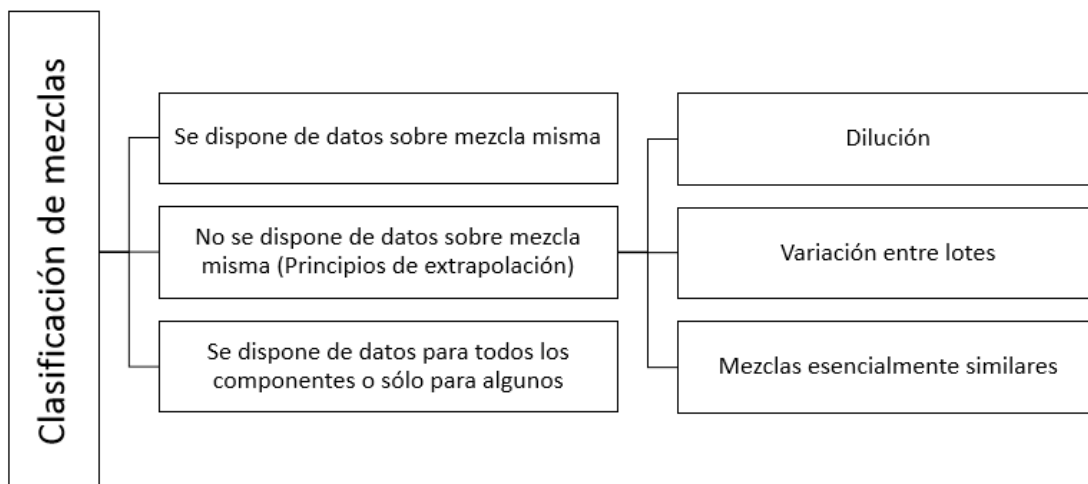 Clasificación de mezclas
Se dispone de datos sobre mezcla misma
No se dispone de datos sobre mezcla
misma (Principios de extrapolación)
Se dispone de datos para todos los
componentes o sólo para algunos
Dilución
Variación entre lotes
Mezclas esencialmente similares